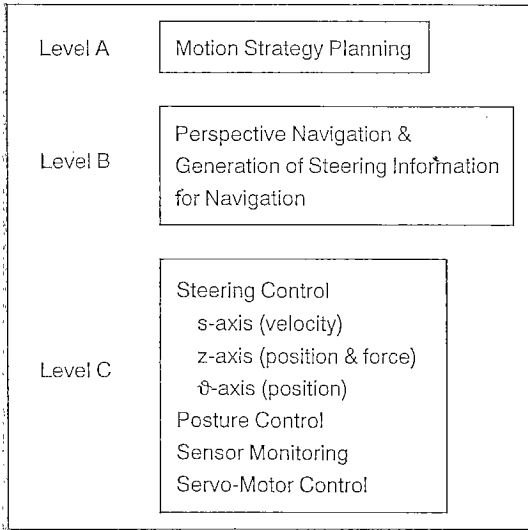 Level A
Motion Strategy Planning
Level B
Perspective Navigation &
Generation of Steering Information
for Navigation
Level C
Steering Control
s-axis (velocity)
z-axis (position & force)
ϑ-axis (position)
Posture Control
Sensor Monitoring
Servo-Motor Control